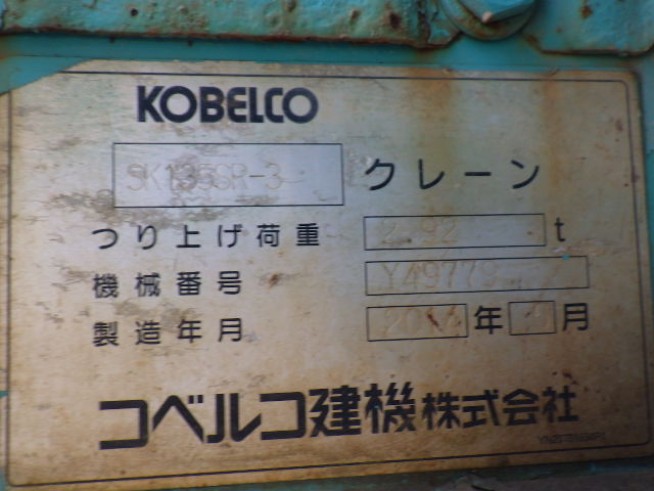 KOBELCO
SK135SR-3 クレーン
つり上げ荷重 2.92 t
機械番号 Y49779
製造年月 年 月
コベルコ建機株式会社